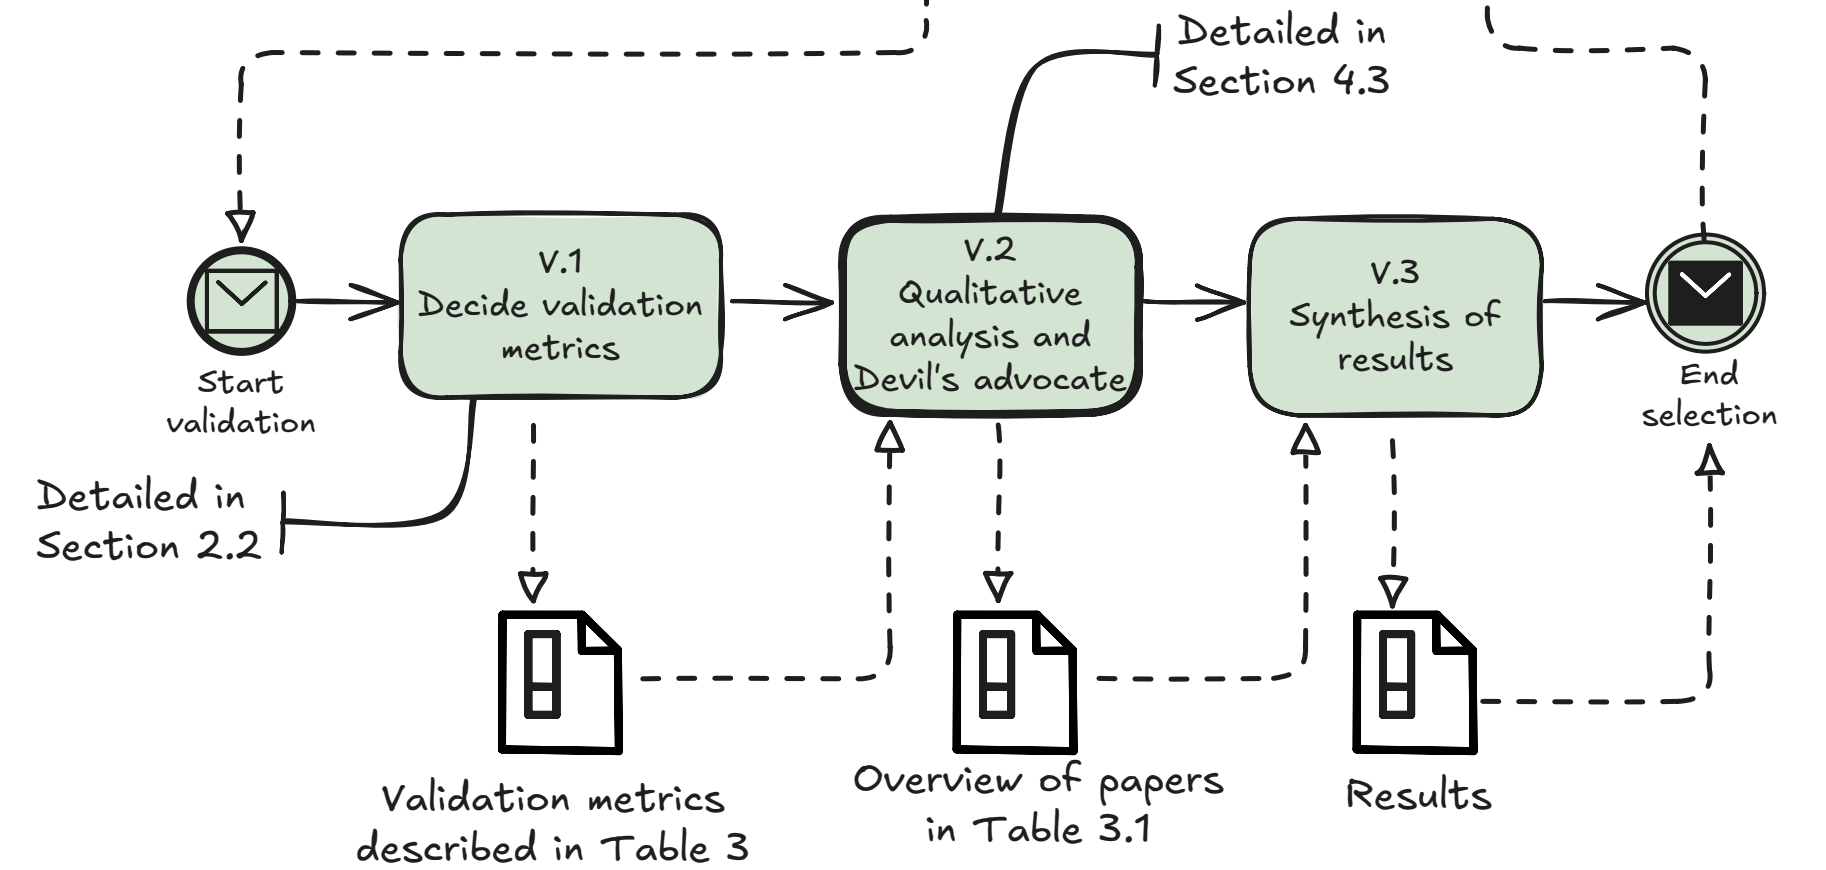 Detailed in
Section 4.3
Start
validation
V.1
Decide validation
metrics
V.2
Qualitative
analysis and
Devil's advocate
V.3
Synthesis of
results
End
selection
Detailed in
Section 2.2
Validation metrics
described in Table 3
Overview of papers
in Table 3.1
Results